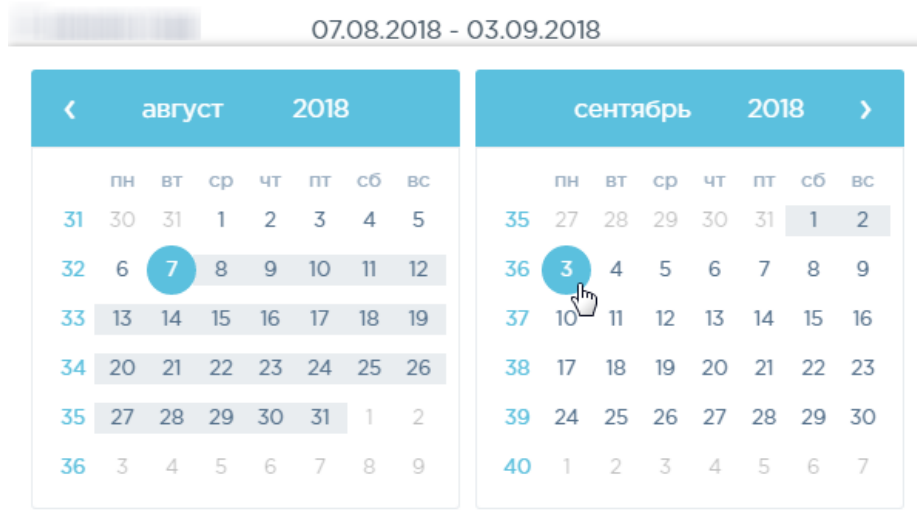 07.08.2018 - 03.09.2018
август 2018
пн вт ср чт пт сб вс
31 30 31 1 2 3 4 5
32 6 7 8 9 10 11 12
33 13 14 15 16 17 18 19
34 20 21 22 23 24 25 26
35 27 28 29 30 31 1 2
36 3 4 5 6 7 8 9
сентябрь 2018
пн вт ср чт пт сб вс
35 27 28 29 30 31 1 2
36 3 4 5 6 7 8 9
37 10 11 12 13 14 15 16
38 17 18 19 20 21 22 23
39 24 25 26 27 28 29 30
40 1 2 3 4 5 6 7